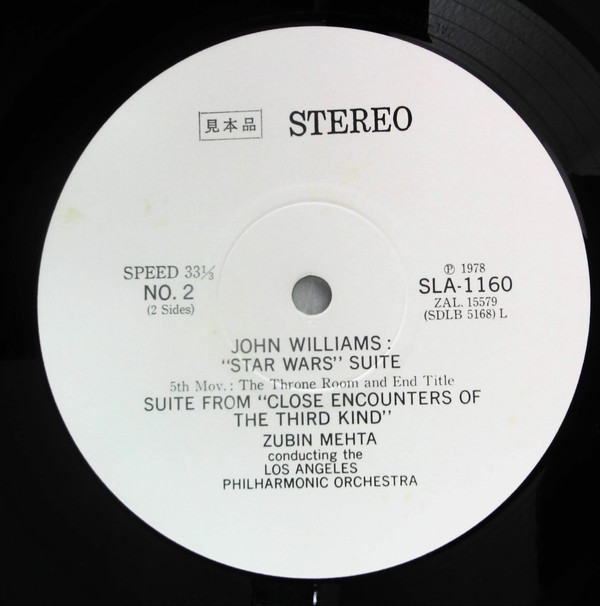 見本品 STEREO
SPEED 33⅓
NO. 2
(2 Sides)
℗ 1978
SLA-1160
ZAL. 15579
(SDLB 5168) L
JOHN WILLIAMS :
"STAR WARS" SUITE
5th Mov. : The Throne Room and End Title
SUITE FROM "CLOSE ENCOUNTERS OF
THE THIRD KIND"
ZUBIN MEHTA
conducting the
LOS ANGELES
PHILHARMONIC ORCHESTRA